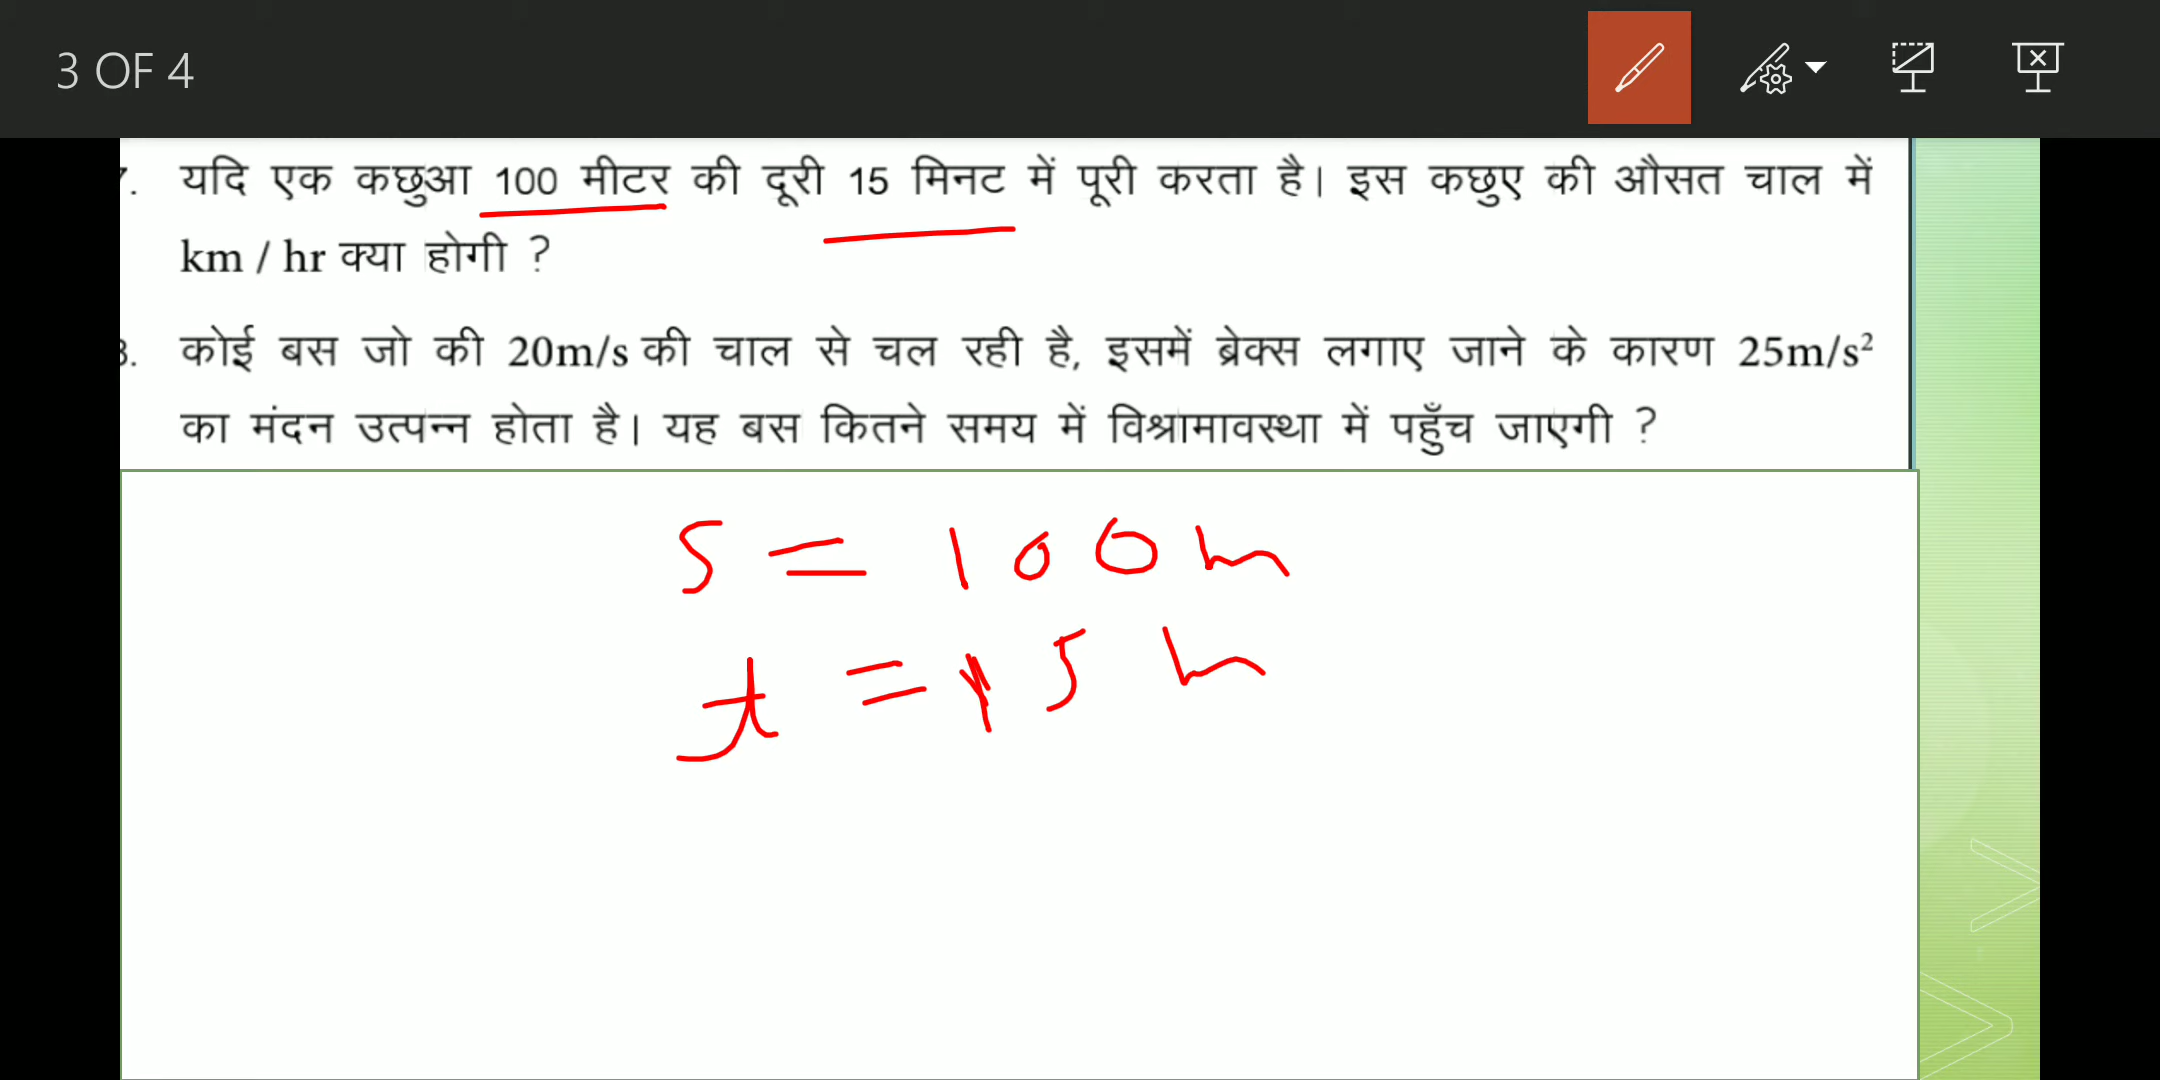 3 OF 4
7. यदि एक कछुआ 100 मीटर की दूरी 15 मिनट में पूरी करता है। इस कछुए की औसत चाल में
km / hr क्या होगी ?
8. कोई बस जो की 20m/s की चाल से चल रही है, इसमें ब्रेक्स लगाए जाने के कारण 25m/s²
का मंदन उत्पन्न होता है। यह बस कितने समय में विश्रामावस्था में पहुँच जाएगी ?
S = 100m
t = 15 m